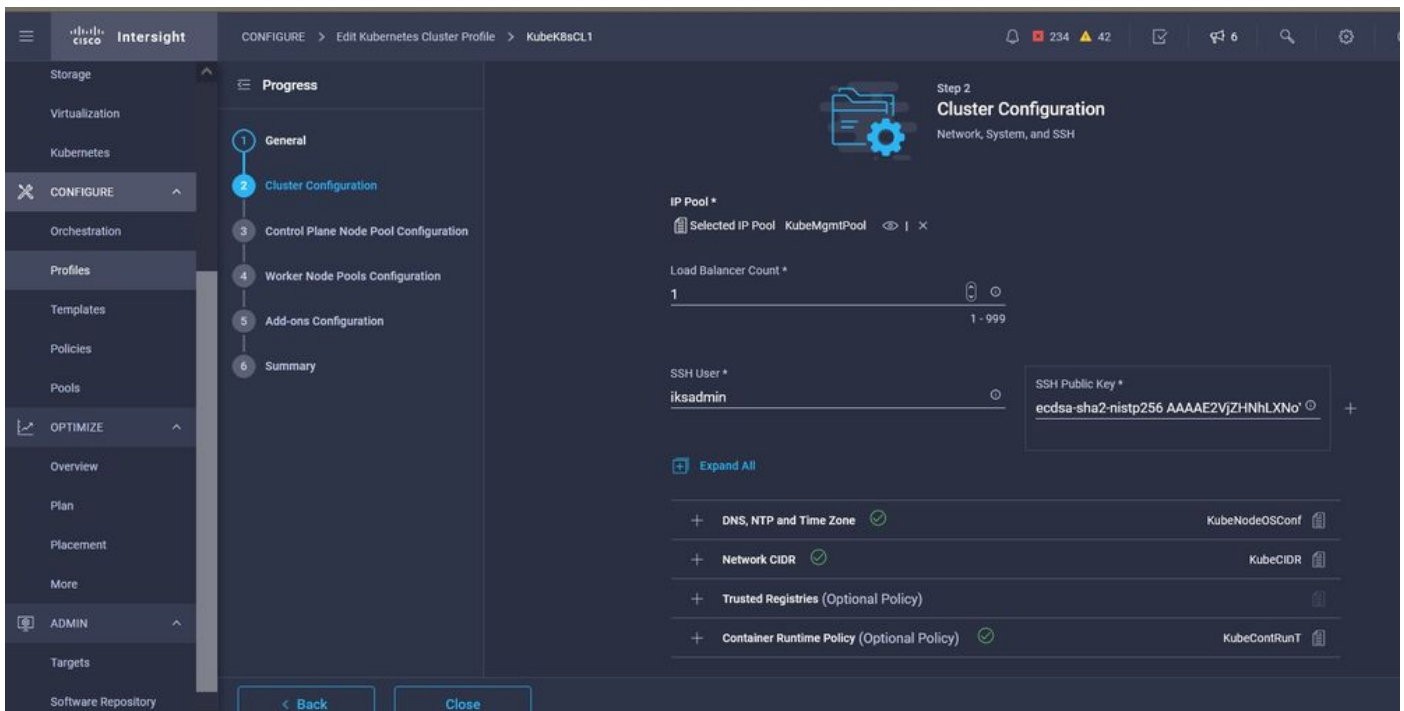 cisco Intersight
CONFIGURE > Edit Kubernetes Cluster Profile > KubeK8sCL1
234 42 6
Storage
Virtualization
Kubernetes
CONFIGURE
Orchestration
Profiles
Templates
Policies
Pools
OPTIMIZE
Overview
Plan
Placement
More
ADMIN
Targets
Software Repository
Progress
1 General
2 Cluster Configuration
3 Control Plane Node Pool Configuration
4 Worker Node Pools Configuration
5 Add-ons Configuration
6 Summary
Step 2
Cluster Configuration
Network, System, and SSH
IP Pool *
Selected IP Pool KubeMgmtPool
Load Balancer Count *
1
1 - 999
SSH User *
iksadmin
SSH Public Key *
ecdsa-sha2-nistp256 AAAAE2VjZHNhLXNo
Expand All
DNS, NTP and Time Zone KubeNodeOSConf
Network CIDR KubeCIDR
Trusted Registries (Optional Policy)
Container Runtime Policy (Optional Policy) KubeContRunT
< Back Close